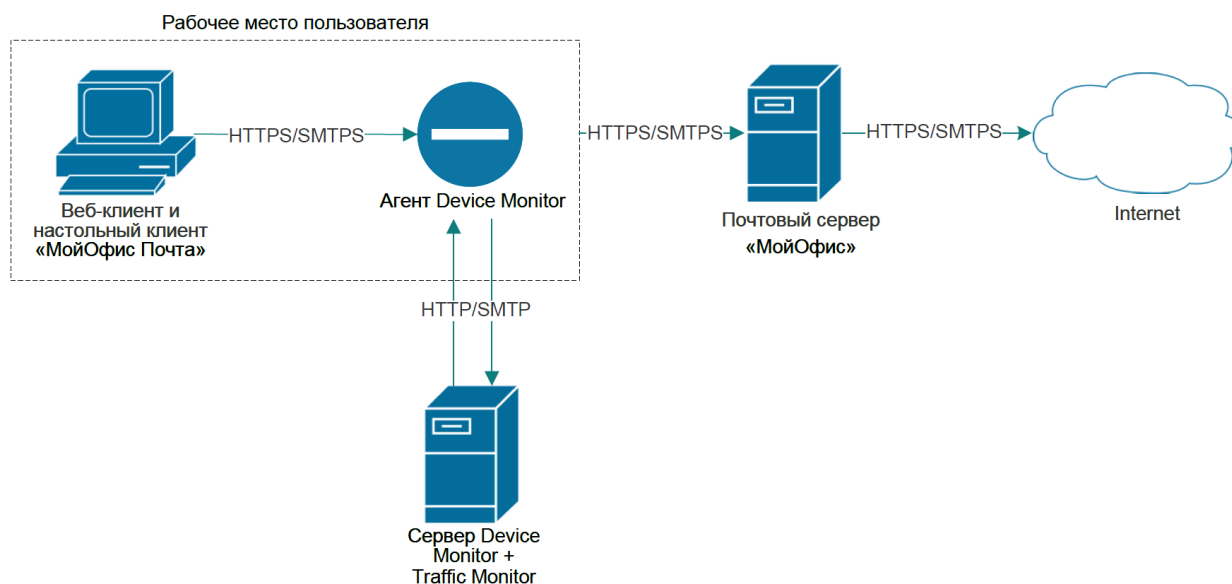 Рабочее место пользователя
HTTPS/SMTPS
HTTPS/SMTPS
HTTPS/SMTPS
Веб-клиент и
настольный клиент
«МойОфис Почта»
Агент Device Monitor
Почтовый сервер
«МойОфис»
Internet
HTTP/SMTP
Сервер Device
Monitor +
Traffic Monitor